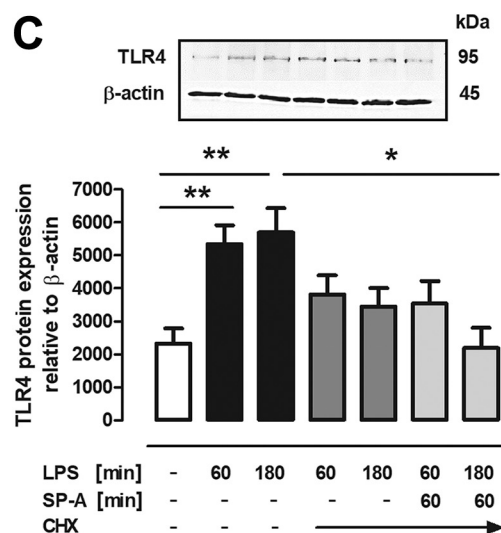 C
kDa
TLR4 95
β-actin 45
** *
**
TLR4 protein expression
relative to β-actin
7000
6000
5000
4000
3000
2000
1000
0
LPS [min] - 60 180 60 180 60 180
SP-A [min] - - - - - 60 60
CHX - - -